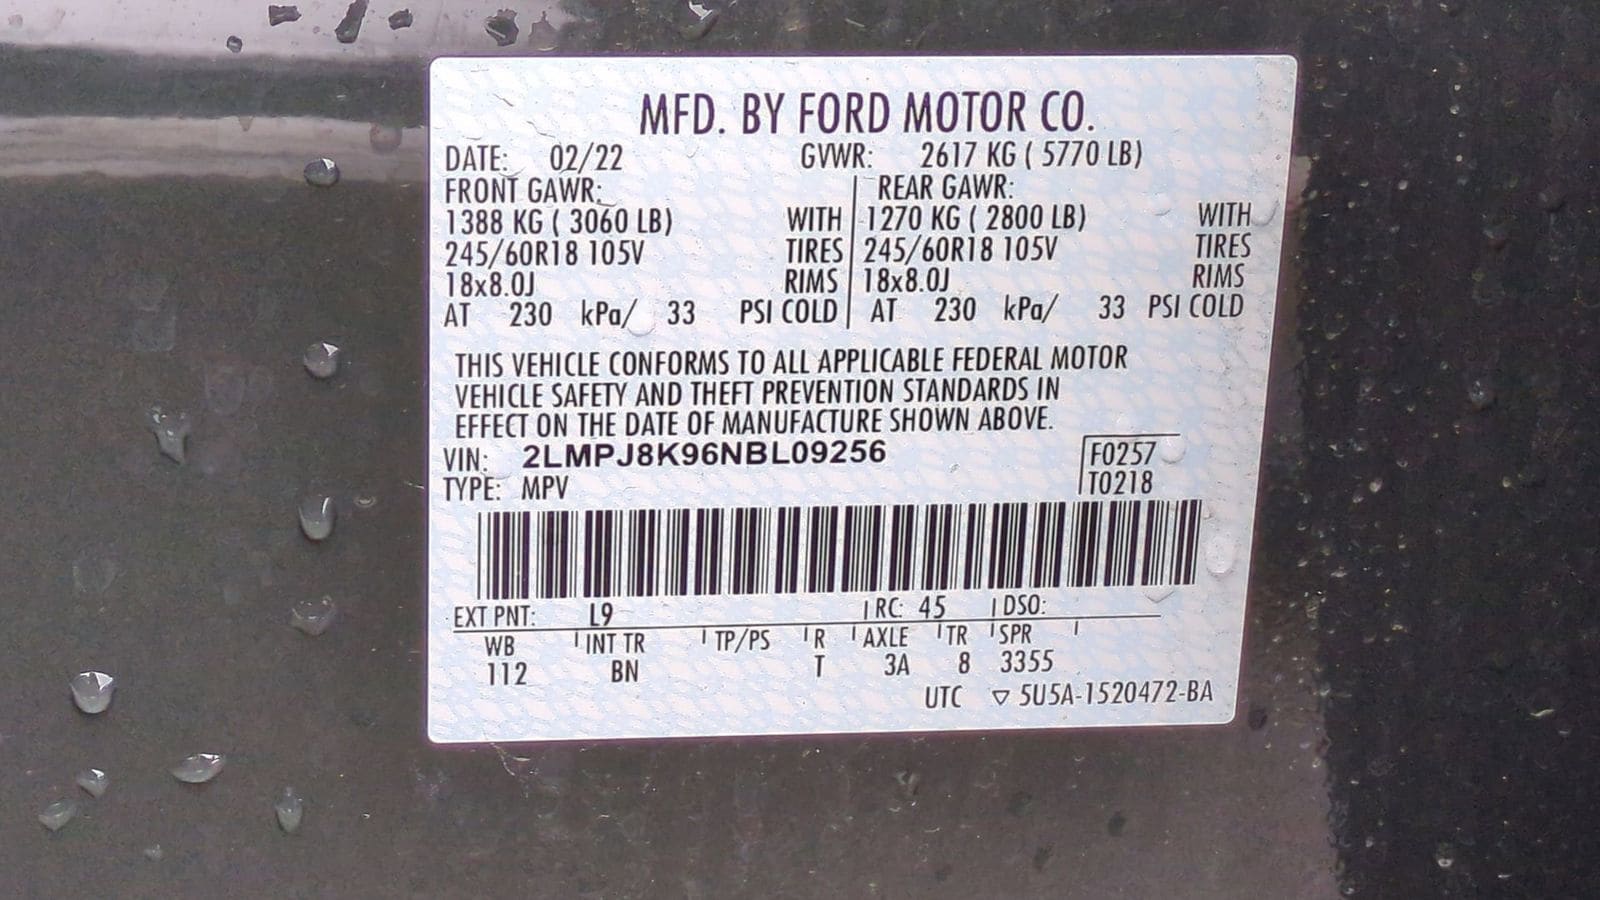 MFD. BY FORD MOTOR CO.
DATE: 02/22 GVWR: 2617 KG ( 5770 LB)
FRONT GAWR: REAR GAWR:
1388 KG ( 3060 LB) WITH 1270 KG ( 2800 LB) WITH
245/60R18 105V TIRES 245/60R18 105V TIRES
18x8.0J RIMS 18x8.0J RIMS
AT 230 kPa/ 33 PSI COLD AT 230 kPa/ 33 PSI COLD
THIS VEHICLE CONFORMS TO ALL APPLICABLE FEDERAL MOTOR
VEHICLE SAFETY AND THEFT PREVENTION STANDARDS IN
EFFECT ON THE DATE OF MANUFACTURE SHOWN ABOVE.
VIN: 2LMPJ8K96NBL09256 F0257
TYPE: MPV T0218
EXT PNT: L9 RC: 45 DSO:
WB INT TR TP/PS R AXLE TR SPR
112 BN T 3A 8 3355
UTC ▽ 5U5A-1520472-BA